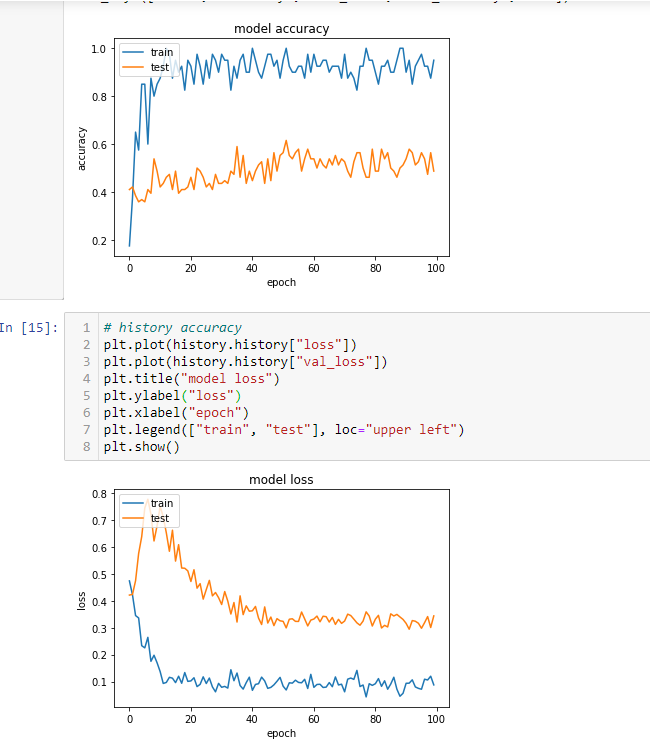 model accuracy
train
test
1.0
0.8
0.6
0.4
0.2
accuracy
0 20 40 60 80 100
epoch
In [15]:
1 # history accuracy
2 plt.plot(history.history["loss"])
3 plt.plot(history.history["val_loss"])
4 plt.title("model loss")
5 plt.ylabel("loss")
6 plt.xlabel("epoch")
7 plt.legend(["train", "test"], loc="upper left")
8 plt.show()
model loss
train
test
0.8
0.7
0.6
0.5
0.4
0.3
0.2
0.1
loss
0 20 40 60 80 100
epoch